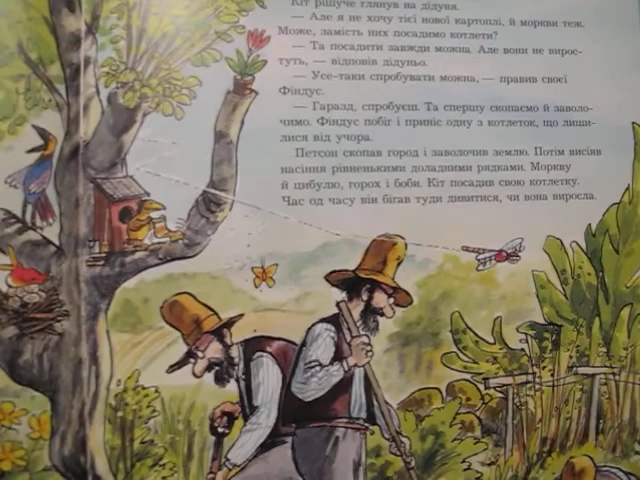 Кіт рішуче глянув на дідуня.
— Але я не хочу тієї нової картоплі, й моркви теж.
Може, замість них посадимо котлети?
— Та посадити завжди можна. Але вони не вирос-
туть, — відповів дідуньо.
— Усе-таки спробувати можна, — правив своєї
Фіндус.
— Гаразд, спробуєш. Та спершу скопаємо й заволо-
чимо. Фіндус побіг і приніс одну з котлеток, що лиши-
лися від учора.
Петсон скопав город і заволочив землю. Потім висіяв
насіння рівненькими доладними рядками. Моркву
й цибулю, горох і боби. Кіт посадив свою котлетку.
Час од часу він бігав туди дивитися, чи вона виросла.